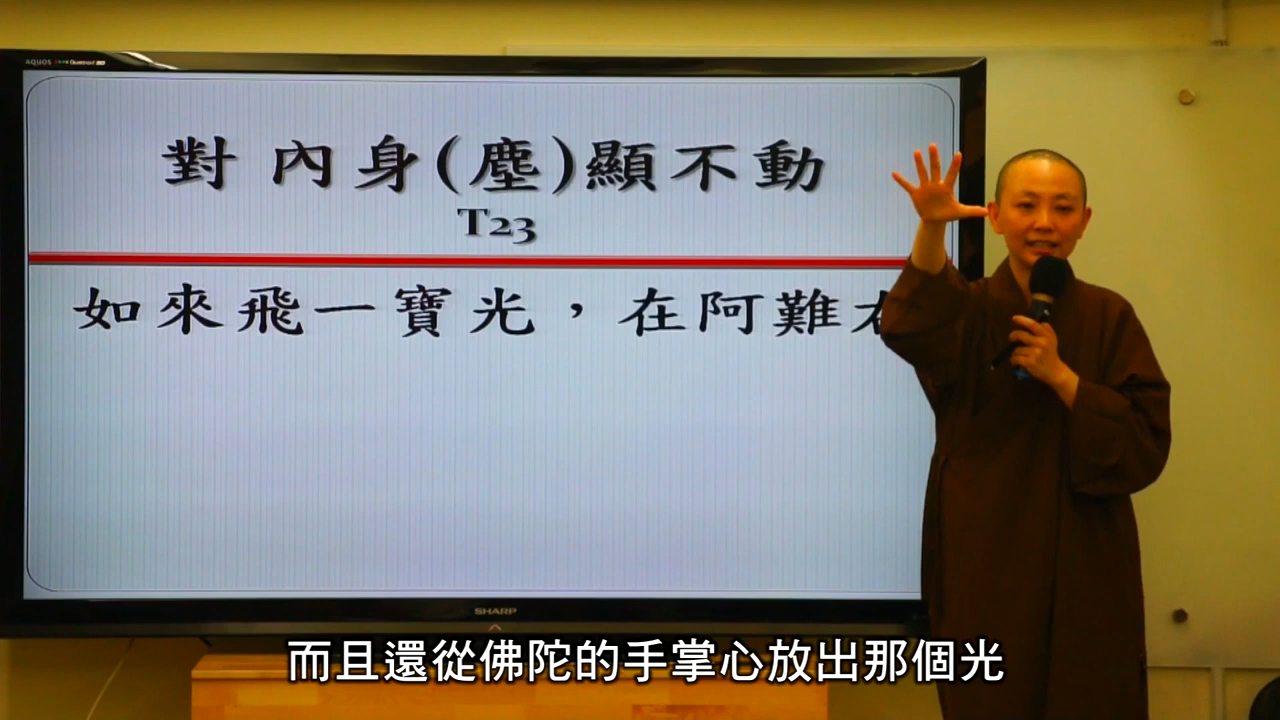 AQUOS Quattron
對 內身(塵)顯不動
T23
如來飛一寶光，在阿難
SHARP
而且還從佛陀的手掌心放出那個光